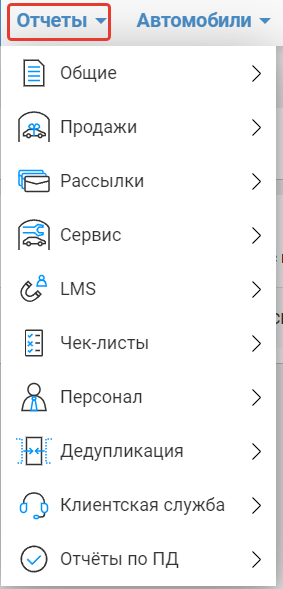 Отчеты Автомобили
Общие
Продажи
Рассылки
Сервис
LMS
Чек-листы
Персонал
Дедупликация
Клиентская служба
Отчёты по ПД